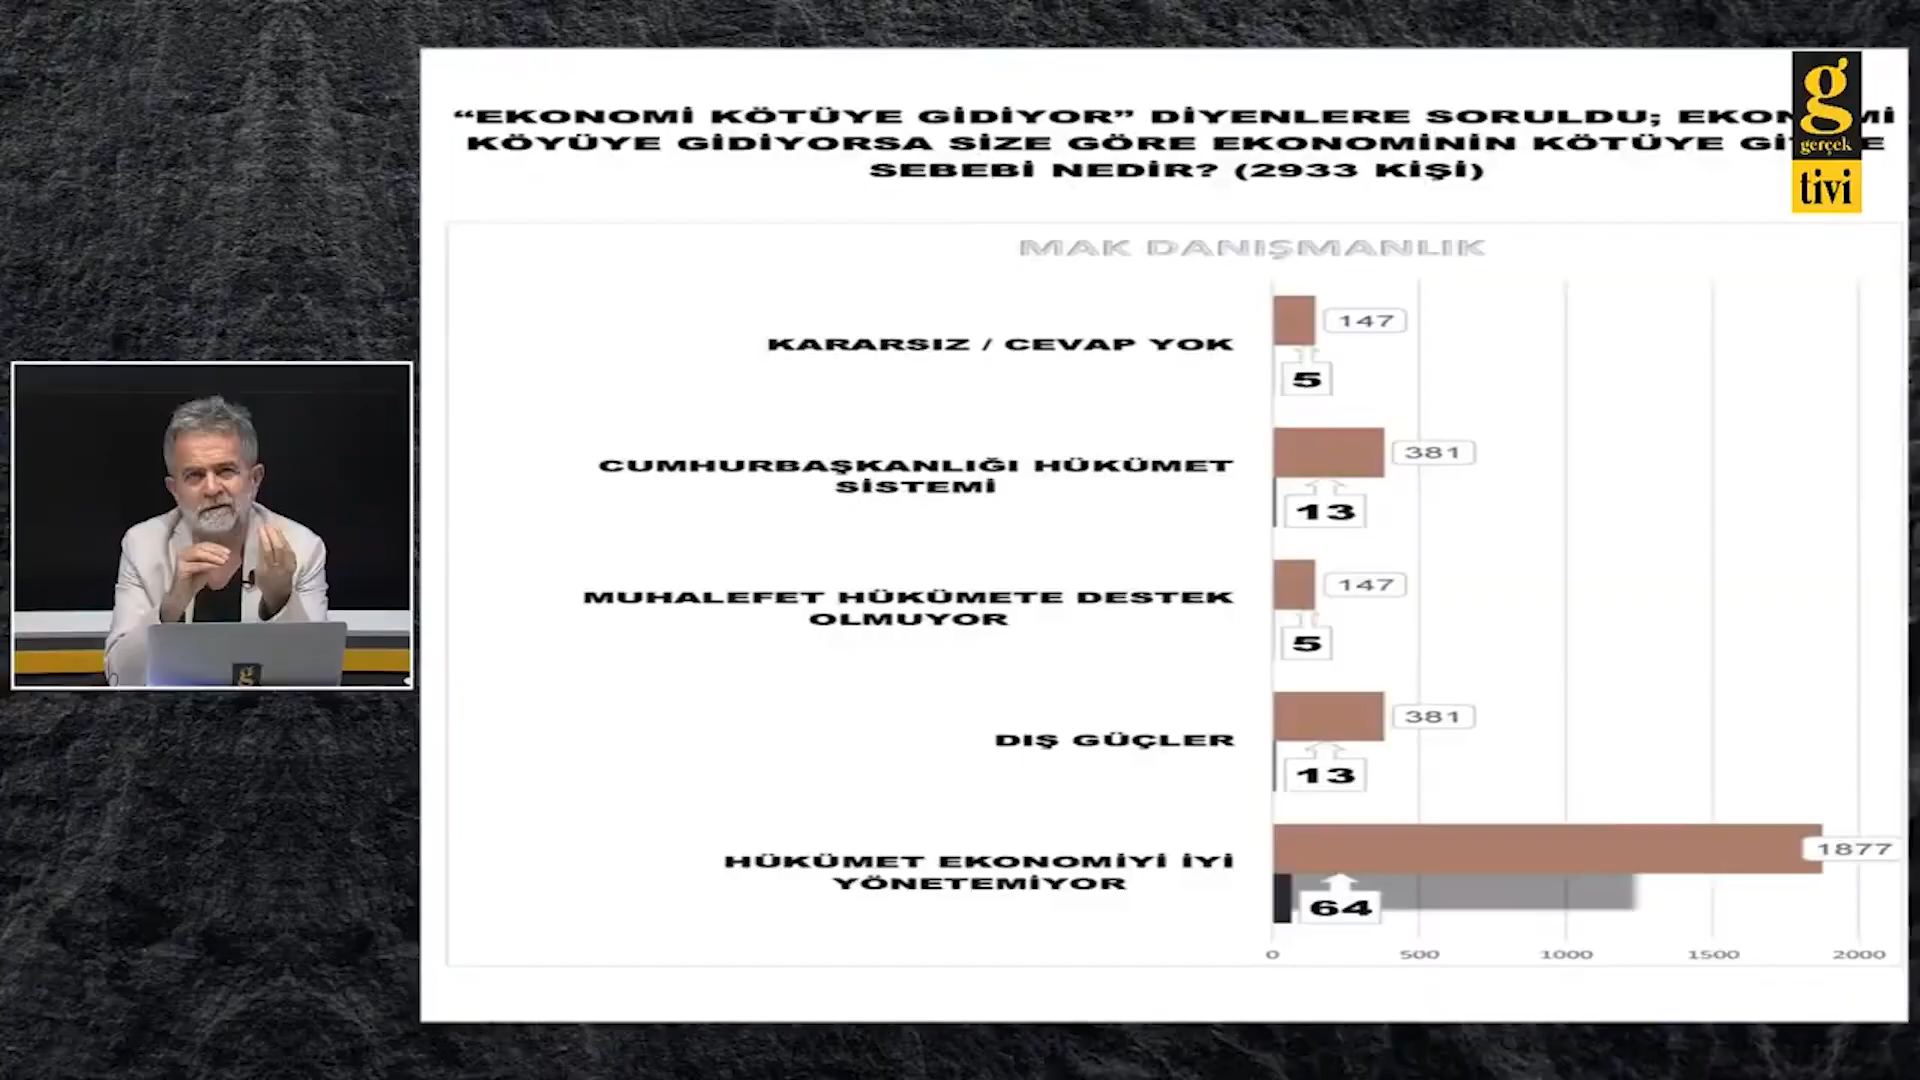 “EKONOMİ KÖTÜYE GİDİYOR” DİYENLERE SORULDU;
KÖYÜYE GİDİYORSA SİZE GÖRE EKONOMİNİN KÖTÜYE
SEBEBİ NEDİR? (2933 KİŞİ)
g
gerçek
tivi
MAK DANIŞMANLIK
KARARSIZ / CEVAP YOK
147
5
CUMHURBAŞKANLIĞI HÜKÜMET
SİSTEMİ
381
13
MUHALEFET HÜKÜMETE DESTEK
OLMUYOR
147
5
DIŞ GÜÇLER
381
13
HÜKÜMET EKONOMİYİ İYİ
YÖNETEMİYOR
1877
64
0 500 1000 1500 2000
g